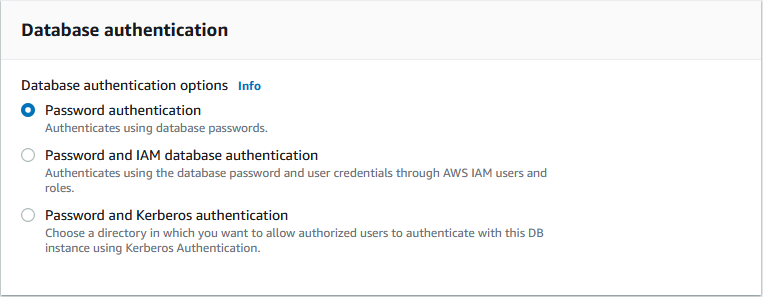 Database authentication
Database authentication options Info
Password authentication
Authenticates using database passwords.
Password and IAM database authentication
Authenticates using the database password and user credentials through AWS IAM users and
roles.
Password and Kerberos authentication
Choose a directory in which you want to allow authorized users to authenticate with this DB
instance using Kerberos Authentication.